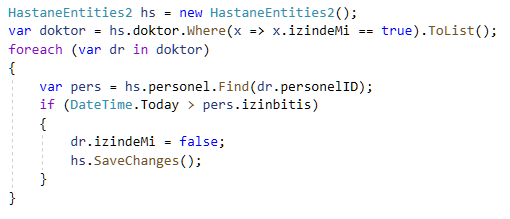 HastaneEntities2 hs = new HastaneEntities2();
var doktor = hs.doktor.Where(x => x.izindeMi == true).ToList();
foreach (var dr in doktor)
{
    var pers = hs.personel.Find(dr.personelID);
    if (DateTime.Today > pers.izinbitis)
    {
        dr.izindeMi = false;
        hs.SaveChanges();
    }
}